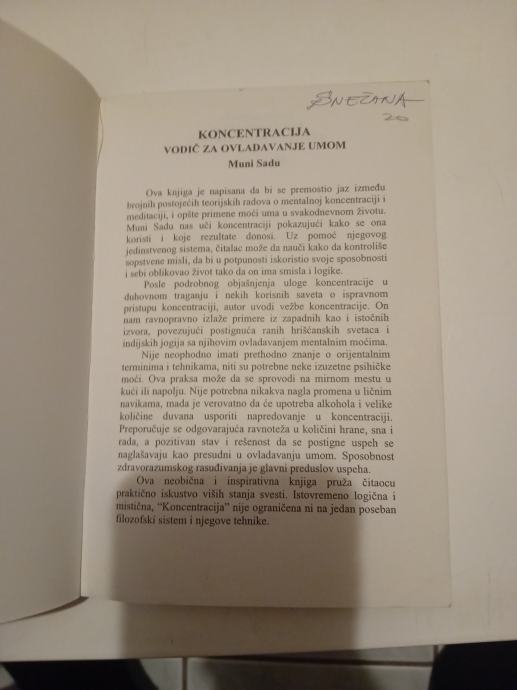 SNEŽANA
20
KONCENTRACIJA
VODIČ ZA OVLADAVANJE UMOM
Muni Sadu
Ova knjiga je napisana da bi se premostio jaz između
brojnih postojećih teorijskih radova o mentalnoj koncentraciji i
meditaciji, i opšte primene moći uma u svakodnevnom životu.
Muni Sadu nas uči koncentraciji pokazujući kako se ona
koristi i koje rezultate donosi. Uz pomoć njegovog
jedinstvenog sistema, čitalac može da nauči kako da kontroliše
sopstvene misli, da bi u potpunosti iskoristio svoje sposobnosti
i sebi oblikovao život tako da on ima smisla i logike.
Posle podrobnog objašnjenja uloge koncentracije u
duhovnom traganju i nekih korisnih saveta o ispravnom
pristupu koncentraciji, autor uvodi vežbe koncentracije. On
nam ravnopravno izlaže primere iz zapadnih kao i istočnih
izvora, povezujući postignuća ranih hrišćanskih svetaca i
indijskih jogija sa njihovim ovladavanjem mentalnim moćima.
Nije neophodno imati prethodno znanje o orijentalnim
terminima i tehnikama, niti su potrebne neke izuzetne psihičke
moći. Ova praksa može da se sprovodi na mirnom mestu u
kući ili napolju. Nije potrebna nikakva nagla promena u ličnim
navikama, mada je verovatno da će upotreba alkohola i velike
količine duvana usporiti napredovanje u koncentraciji.
Preporučuje se odgovarajuća ravnoteža u količini hrane, sna i
rada, a pozitivan stav i rešenost da se postigne uspeh se
naglašavaju kao presudni u ovladavanju umom. Sposobnost
zdravorazumskog rasuđivanja je glavni preduslov uspeha.
Ova neobična i inspirativna knjiga pruža čitaocu
praktično iskustvo viših stanja svesti. Istovremeno logična i
mistična, “Koncentracija” nije ograničena ni na jedan poseban
filozofski sistem i njegove tehnike.